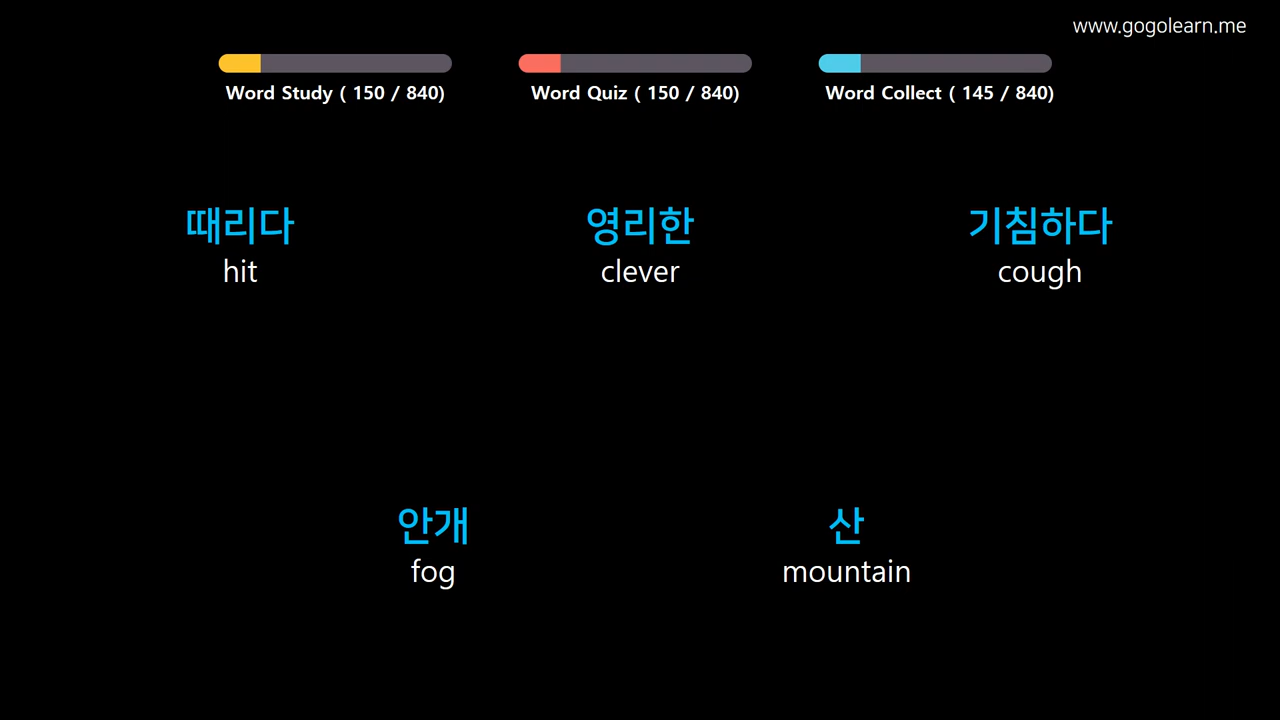 www.gogolearn.me
Word Study ( 150 / 840)
Word Quiz ( 150 / 840)
Word Collect ( 145 / 840)
때리다
hit
영리한
clever
기침하다
cough
안개
fog
산
mountain